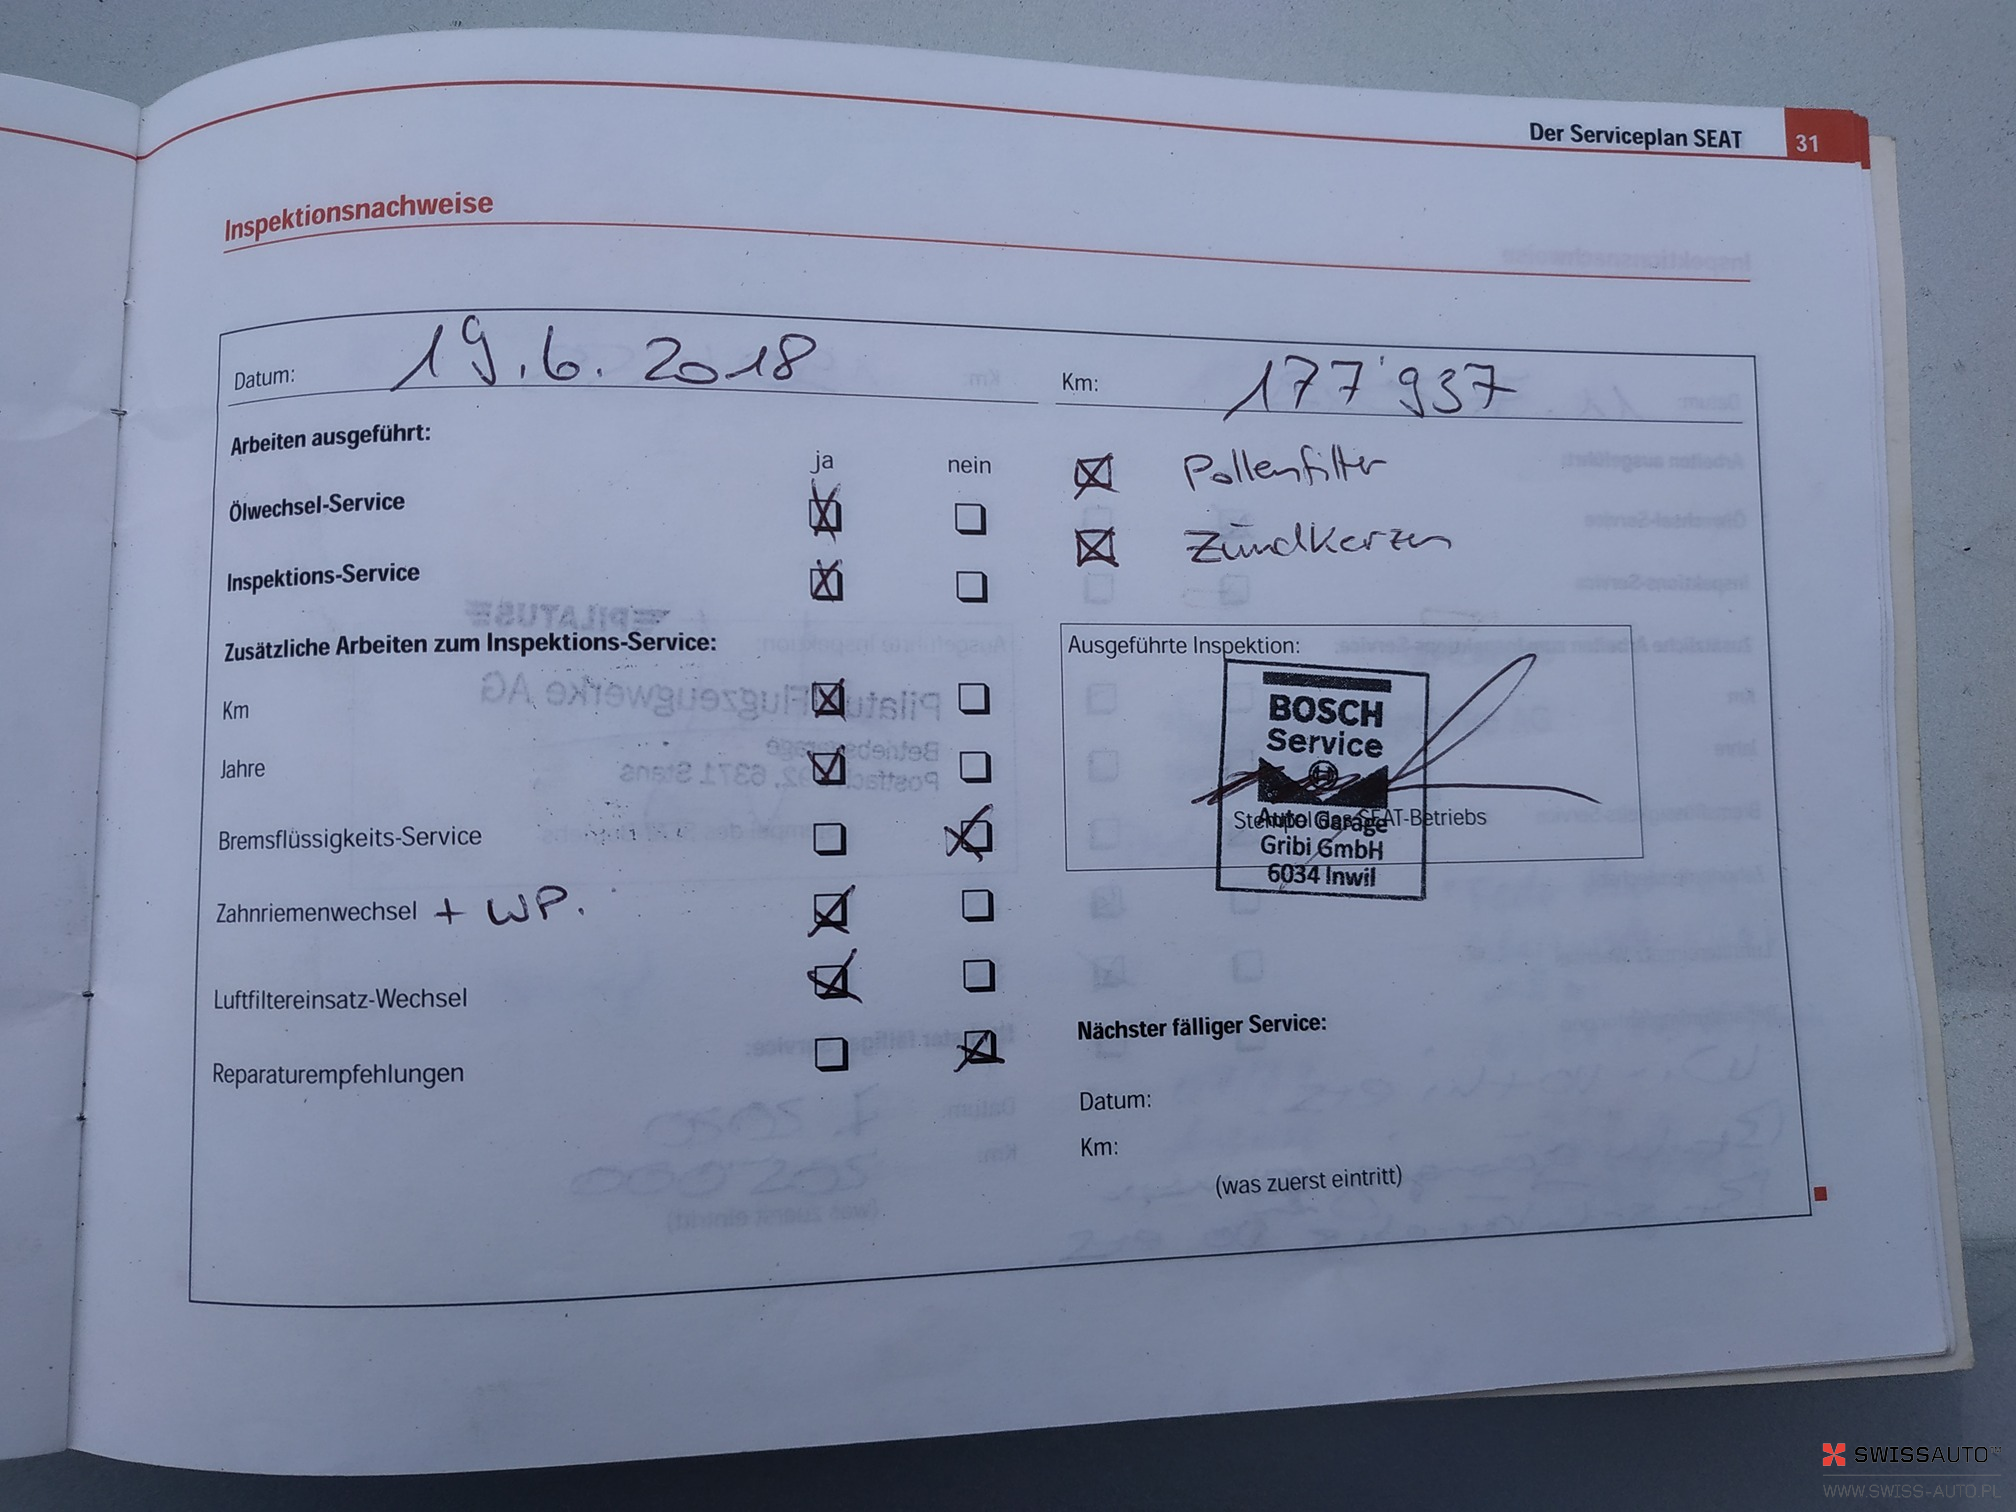 Der Serviceplan SEAT 31
Inspektionsnachweise
Datum: 19.6.2018
Km: 177'937
Arbeiten ausgeführt:
ja nein
Ölwechsel-Service
Inspektions-Service
Zusätzliche Arbeiten zum Inspektions-Service:
Km
Jahre
Bremsflüssigkeits-Service
Zahnriemenwechsel + WP.
Luftfiltereinsatz-Wechsel
Reparaturempfehlungen
Pollenfilter
Zündkerzen
Ausgeführte Inspektion:
BOSCH
Service
Stempel des SEAT-Betriebs
Auto Garage
Gribi GmbH
6034 Inwil
Nächster fälliger Service:
Datum:
Km:
(was zuerst eintritt)
SWISSAUTO
WWW.SWISS-AUTO.PL